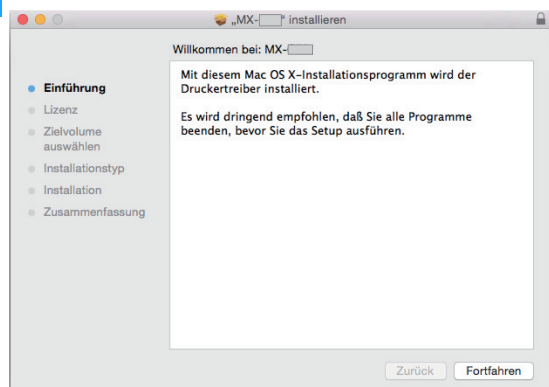 „MX-    “ installieren
Willkommen bei: MX-
Einführung
Lizenz
Zielvolume
auswählen
Installationstyp
Installation
Zusammenfassung
Mit diesem Mac OS X-Installationsprogramm wird der
Druckertreiber installiert.
Es wird dringend empfohlen, daß Sie alle Programme
beenden, bevor Sie das Setup ausführen.
Zurück
Fortfahren